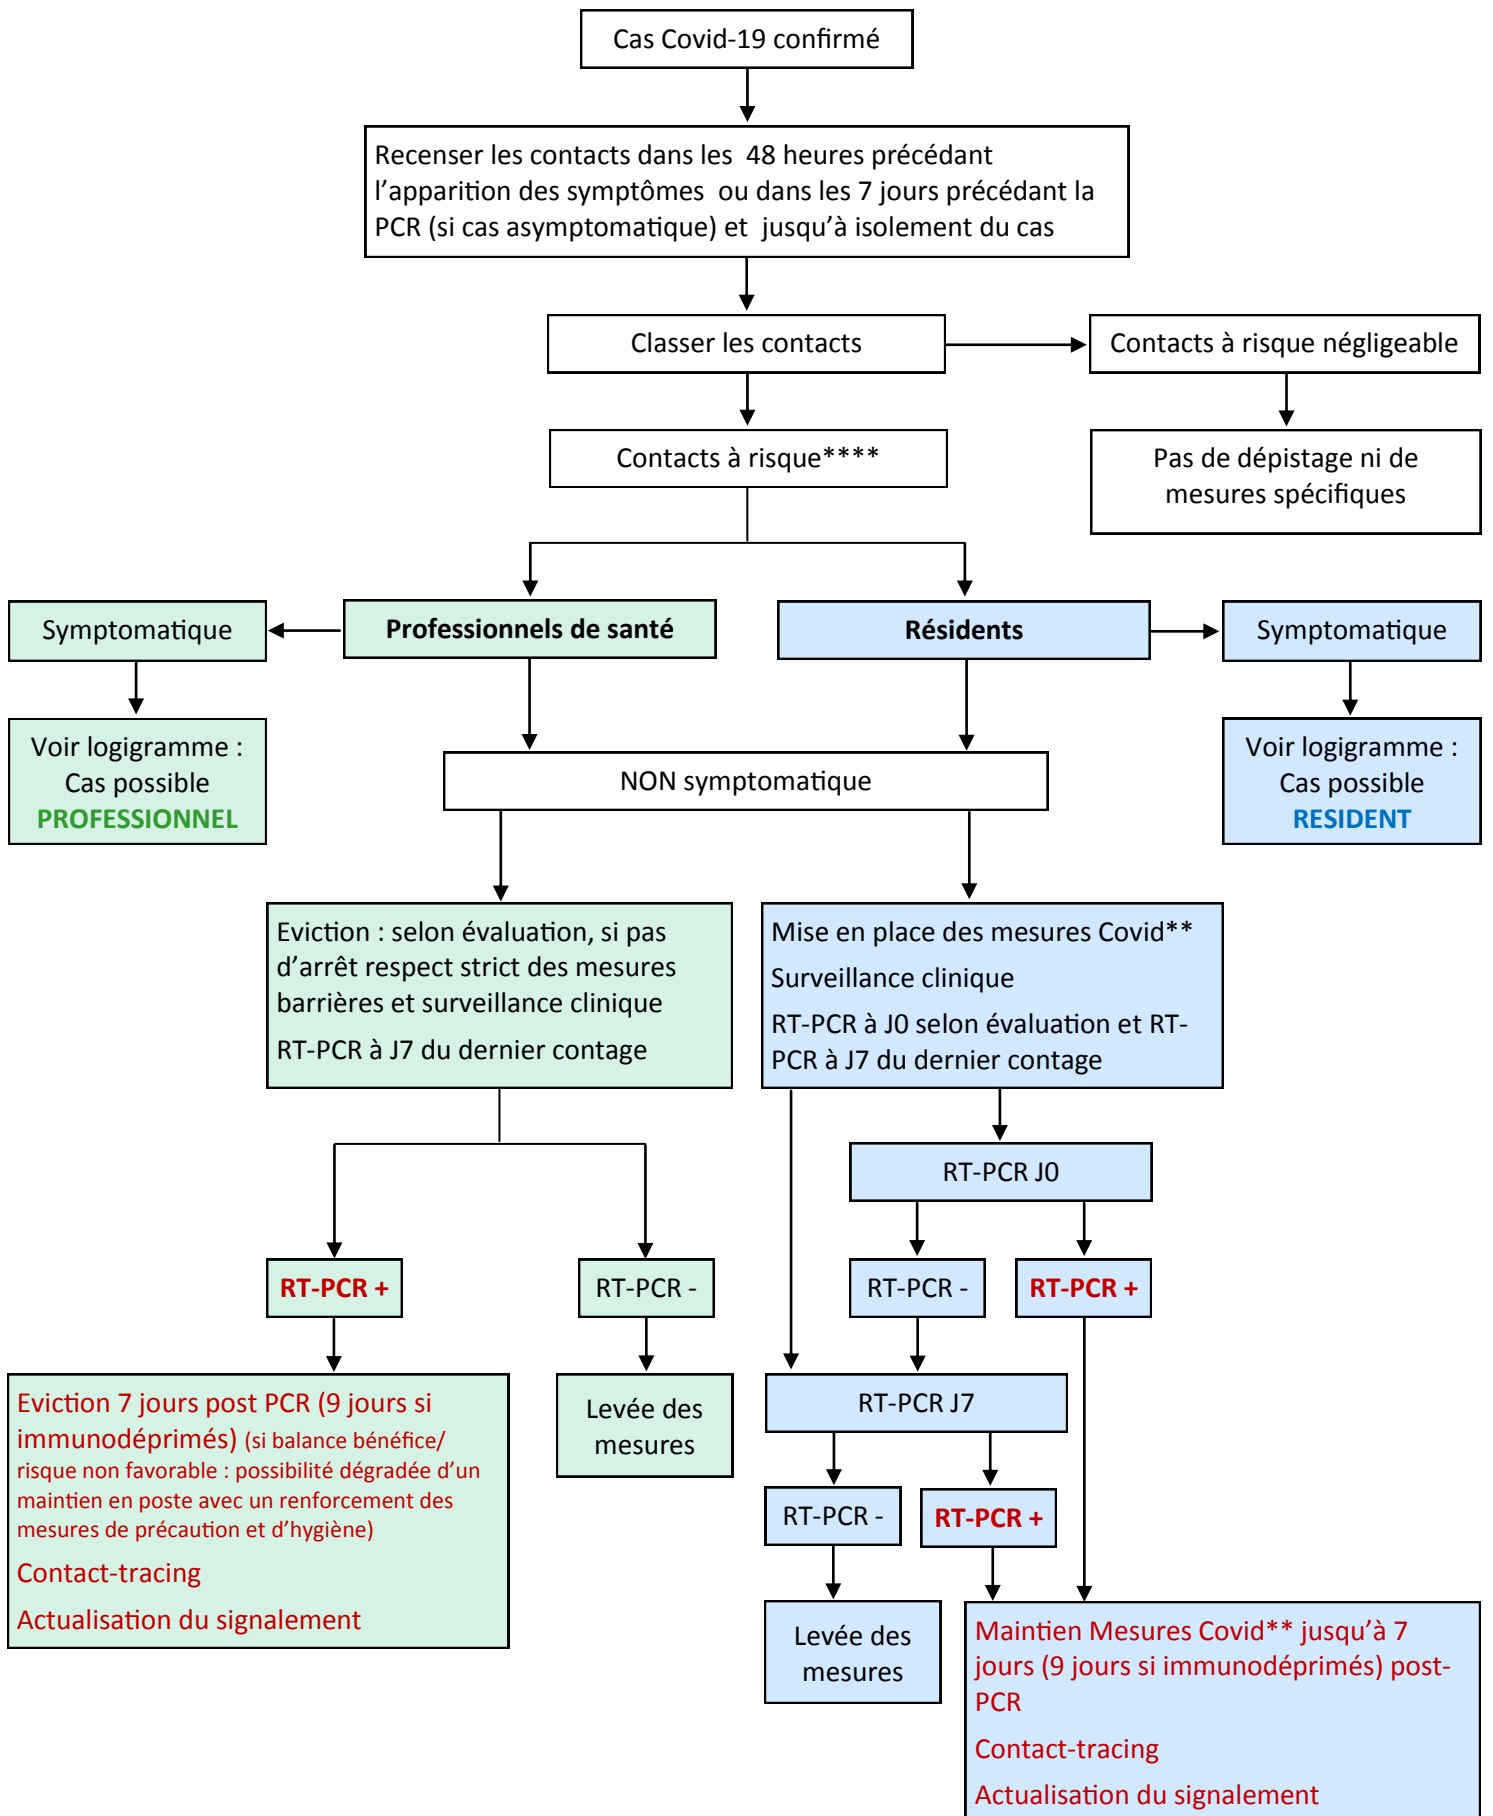 Cas Covid-19 confirmé
Recenser les contacts dans les 48 heures précédant
l’apparition des symptômes ou dans les 7 jours précédant la
PCR (si cas asymptomatique) et jusqu’à isolement du cas
Classer les contacts
Contacts à risque négligeable
Contacts à risque****
Pas de dépistage ni de
mesures spécifiques
Symptomatique
Professionnels de santé
Résidents
Symptomatique
Voir logigramme :
Cas possible
PROFESSIONNEL
NON symptomatique
Voir logigramme :
Cas possible
RESIDENT
Eviction : selon évaluation, si pas
d’arrêt respect strict des mesures
barrières et surveillance clinique
RT-PCR à J7 du dernier contage
Mise en place des mesures Covid**
Surveillance clinique
RT-PCR à J0 selon évaluation et RT-
PCR à J7 du dernier contage
RT-PCR J0
RT-PCR +
RT-PCR -
RT-PCR -
RT-PCR +
Eviction 7 jours post PCR (9 jours si
immunodéprimés) (si balance bénéfice/
risque non favorable : possibilité dégradée d’un
maintien en poste avec un renforcement des
mesures de précaution et d’hygiène)
Contact-tracing
Actualisation du signalement
Levée des
mesures
RT-PCR J7
RT-PCR -
RT-PCR +
Levée des
mesures
Maintien Mesures Covid** jusqu’à 7
jours (9 jours si immunodéprimés) post-
PCR
Contact-tracing
Actualisation du signalement